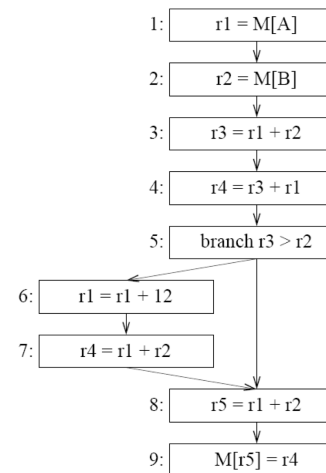 1: r1 = M[A]
2: r2 = M[B]
3: r3 = r1 + r2
4: r4 = r3 + r1
5: branch r3 > r2
6: r1 = r1 + 12
7: r4 = r1 + r2
8: r5 = r1 + r2
9: M[r5] = r4